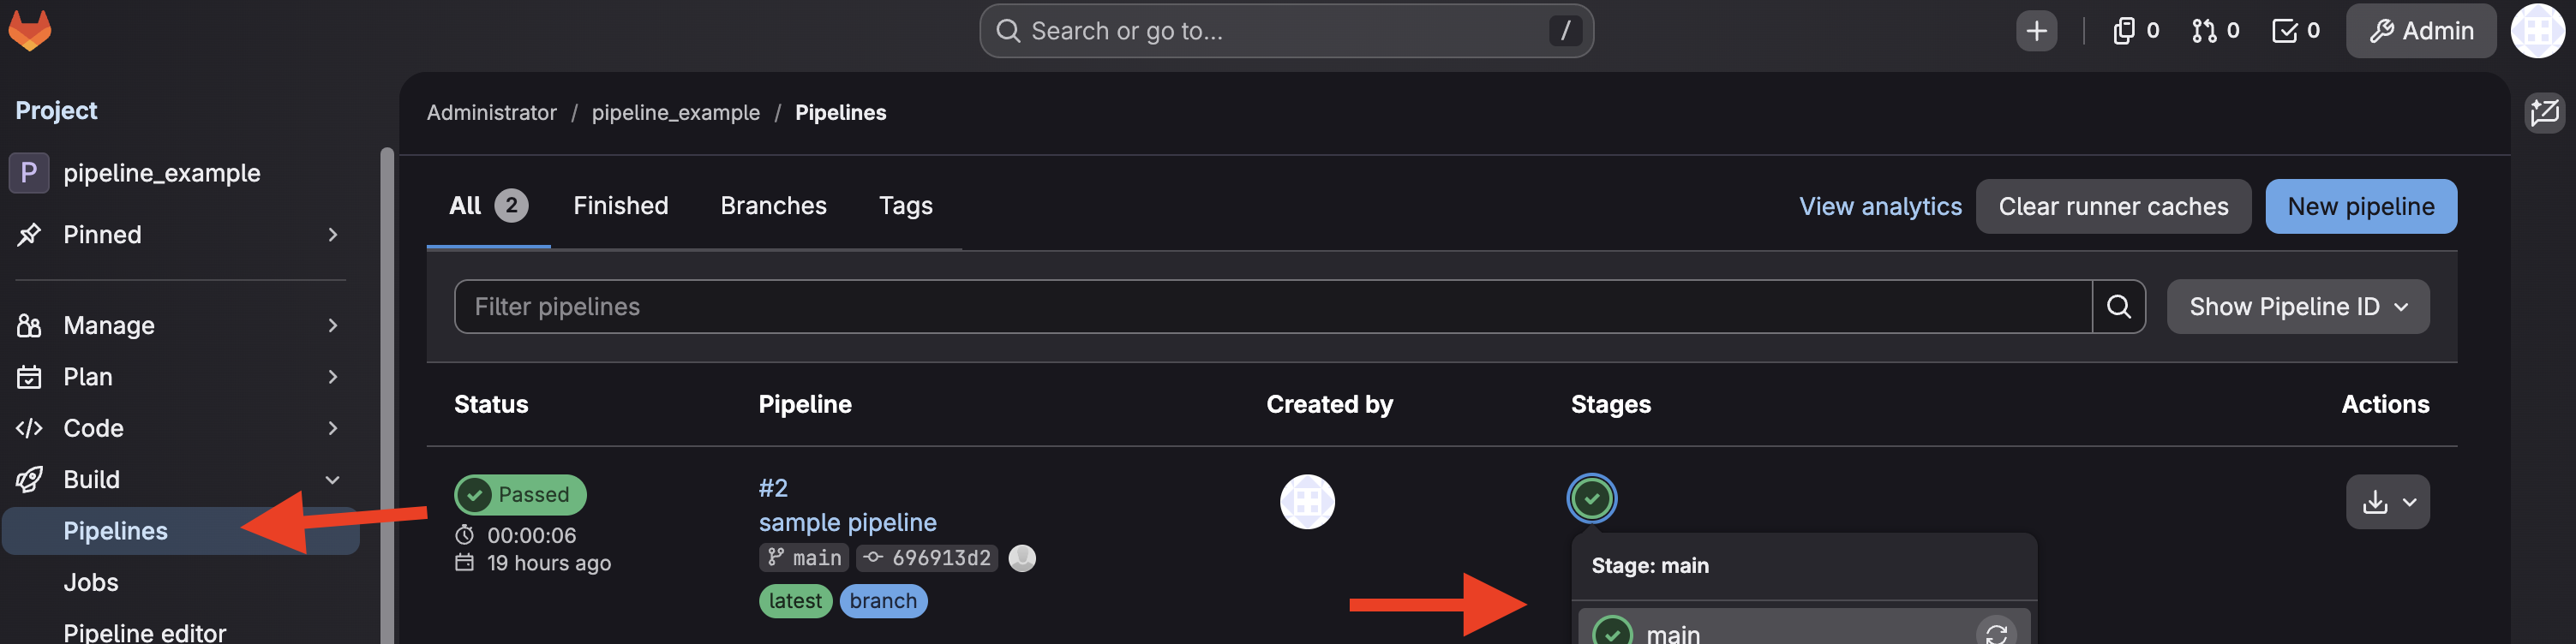 Search or go to...
/
0
0
0
Admin
Project
P
pipeline_example
Pinned
Manage
Plan
Code
Build
Pipelines
Jobs
Pipeline editor
Administrator / pipeline_example / Pipelines
All 2
Finished
Branches
Tags
View analytics
Clear runner caches
New pipeline
Filter pipelines
Show Pipeline ID
Status
Pipeline
Created by
Stages
Actions
Passed
00:00:06
19 hours ago
#2
sample pipeline
main
696913d2
latest
branch
Stage: main
main